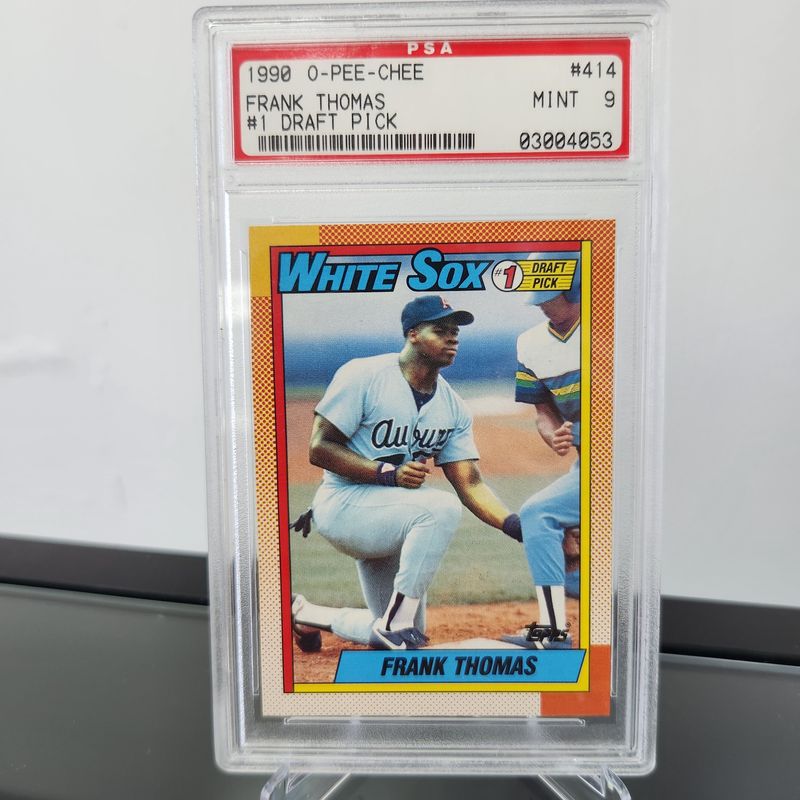 PSA
1990 O-PEE-CHEE #414
FRANK THOMAS MINT 9
#1 DRAFT PICK
03004053
WHITE SOX #1 DRAFT PICK
Auburn
topps®
FRANK THOMAS